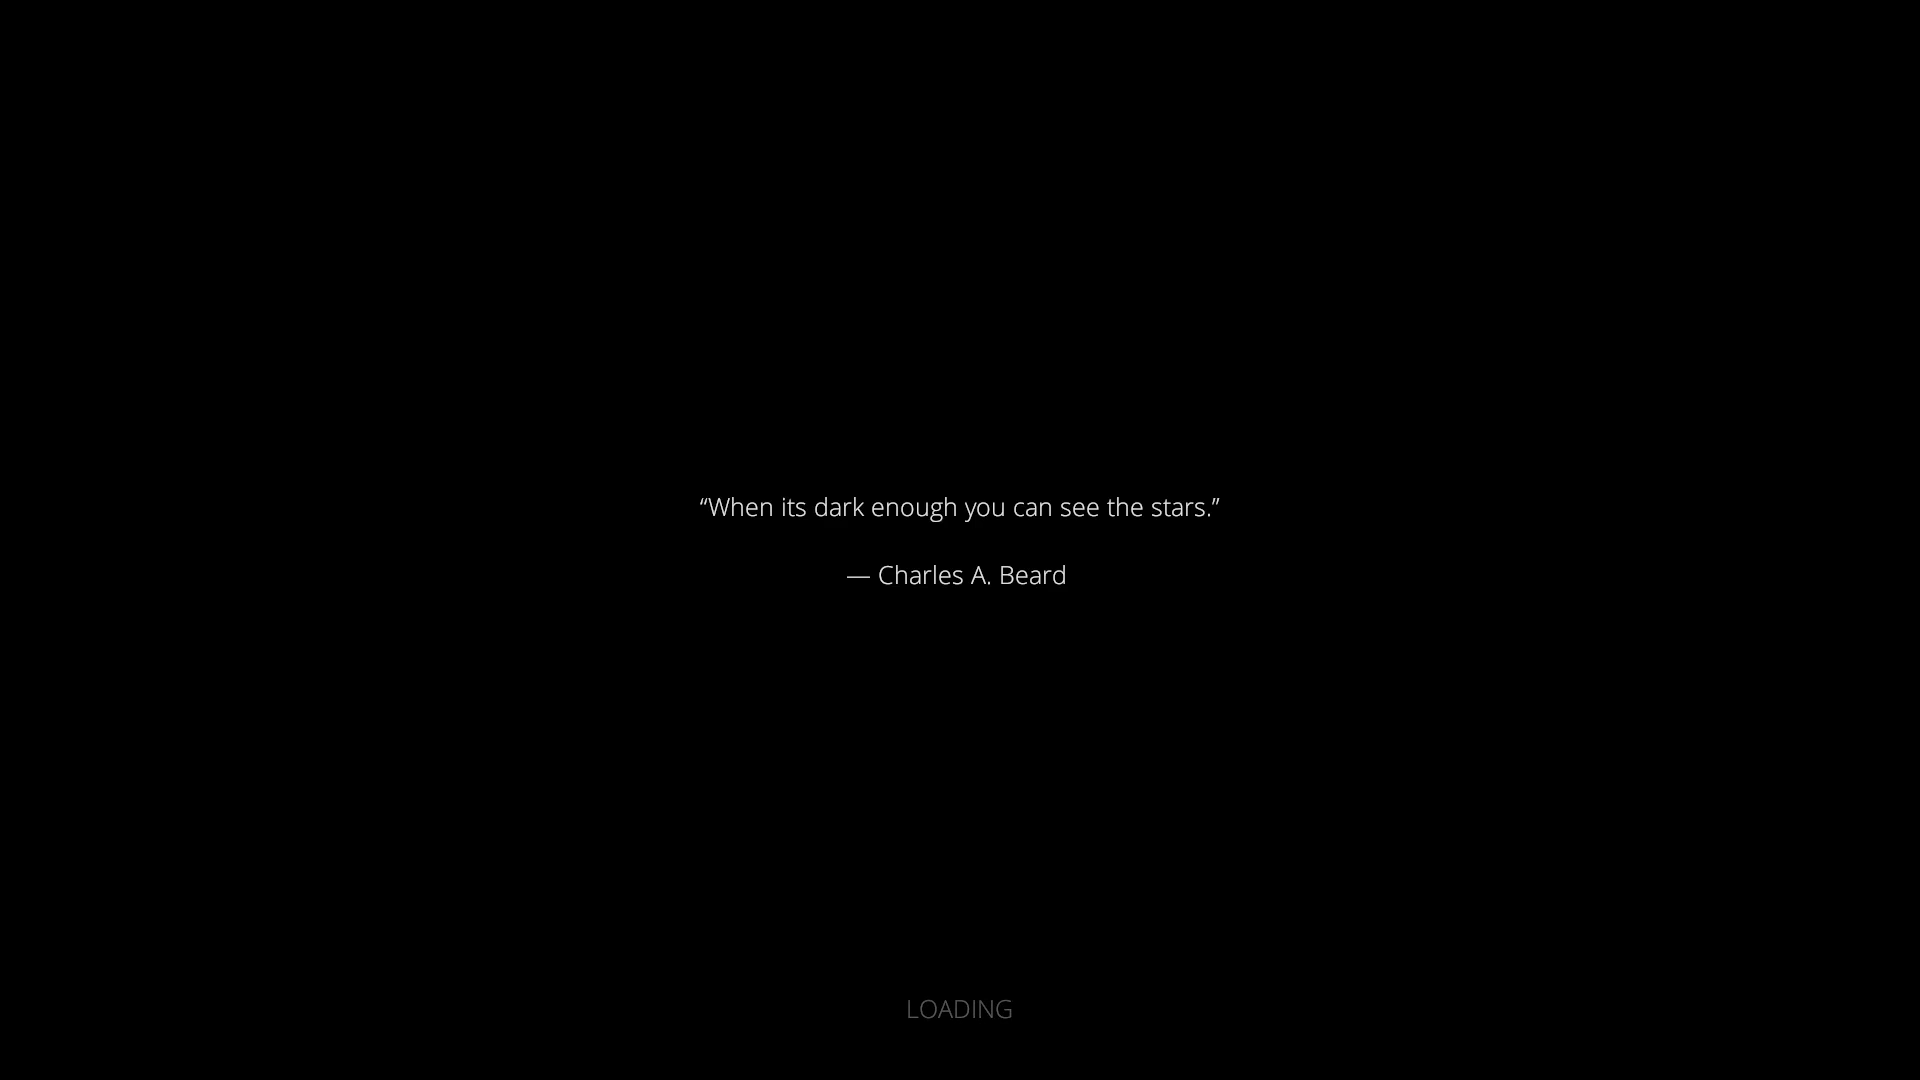 “When its dark enough you can see the stars.”
— Charles A. Beard
LOADING